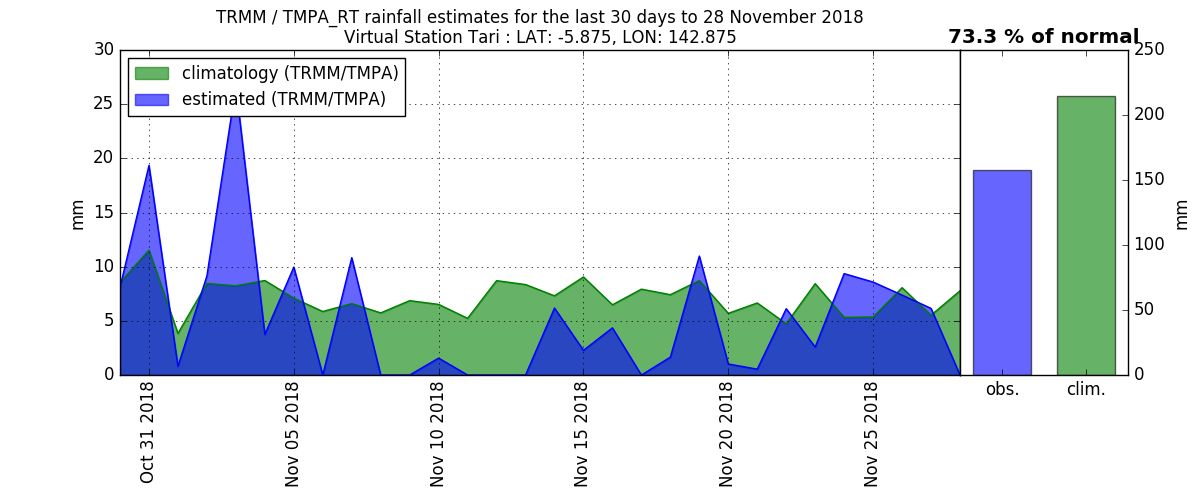 TRMM / TMPA_RT rainfall estimates for the last 30 days to 28 November 2018
Virtual Station Tari : LAT: -5.875, LON: 142.875
73.3 % of normal
climatology (TRMM/TMPA)
estimated (TRMM/TMPA)
30
25
20
15
10
5
0
mm
Oct 31 2018
Nov 05 2018
Nov 10 2018
Nov 15 2018
Nov 20 2018
Nov 25 2018
obs.
clim.
250
200
150
100
50
0
mm